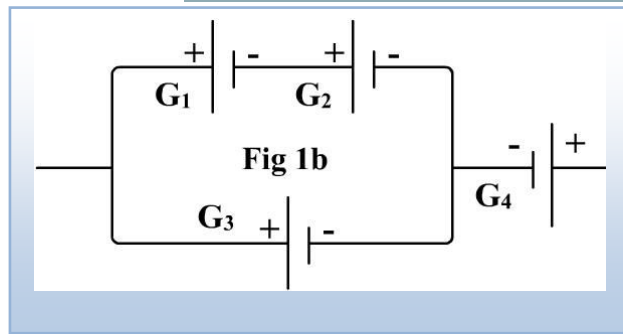 + - + -
G₁ G₂
Fig 1b
- +
G₄
G₃ + -